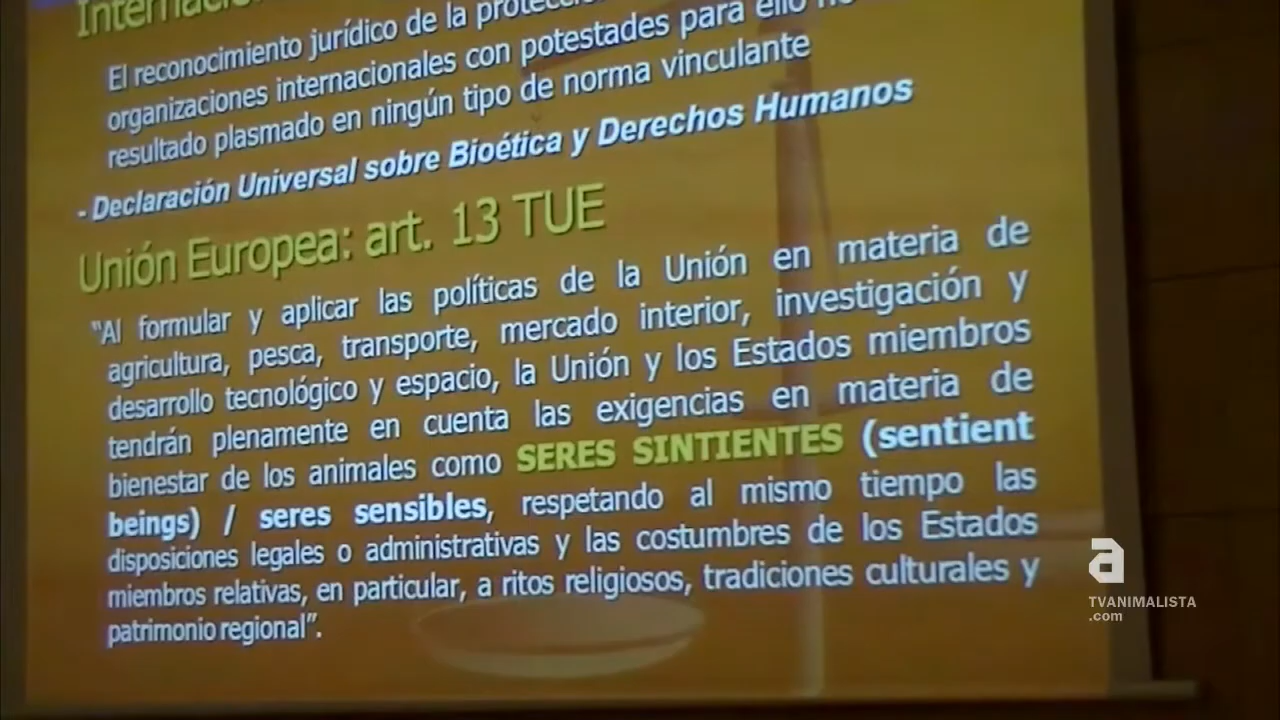 Internacio
El reconocimiento jurídico de la protecció
organizaciones internacionales con potestades para ello no
resultado plasmado en ningún tipo de norma vinculante
- Declaración Universal sobre Bioética y Derechos Humanos
Unión Europea: art. 13 TUE
“Al formular y aplicar las políticas de la Unión en materia de
agricultura, pesca, transporte, mercado interior, investigación y
desarrollo tecnológico y espacio, la Unión y los Estados miembros
tendrán plenamente en cuenta las exigencias en materia de
bienestar de los animales como SERES SINTIENTES (sentient
beings) / seres sensibles, respetando al mismo tiempo las
disposiciones legales o administrativas y las costumbres de los Estados
miembros relativas, en particular, a ritos religiosos, tradiciones culturales y
patrimonio regional”.
a
TVANIMALISTA
.com